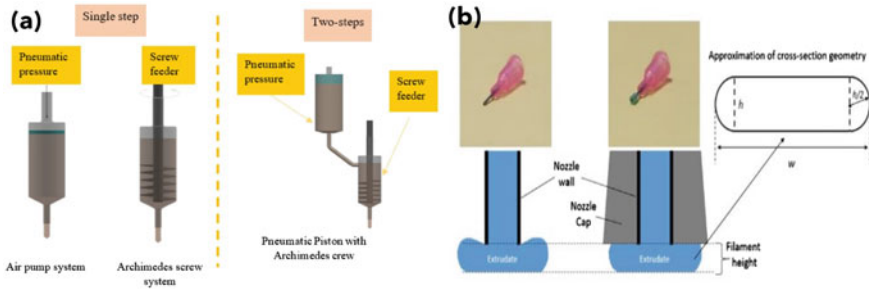 (a)
Single step
Pneumatic
pressure
Screw
feeder
Air pump system
Archimedes screw
system
Two-steps
Pneumatic
pressure
Screw
feeder
Pneumatic Piston with
Archimedes crew
(b)
Approximation of cross-section geometry
h
h/2
w
Nozzle
wall
Nozzle
Cap
Extrudate
Extrudate
Filament
height